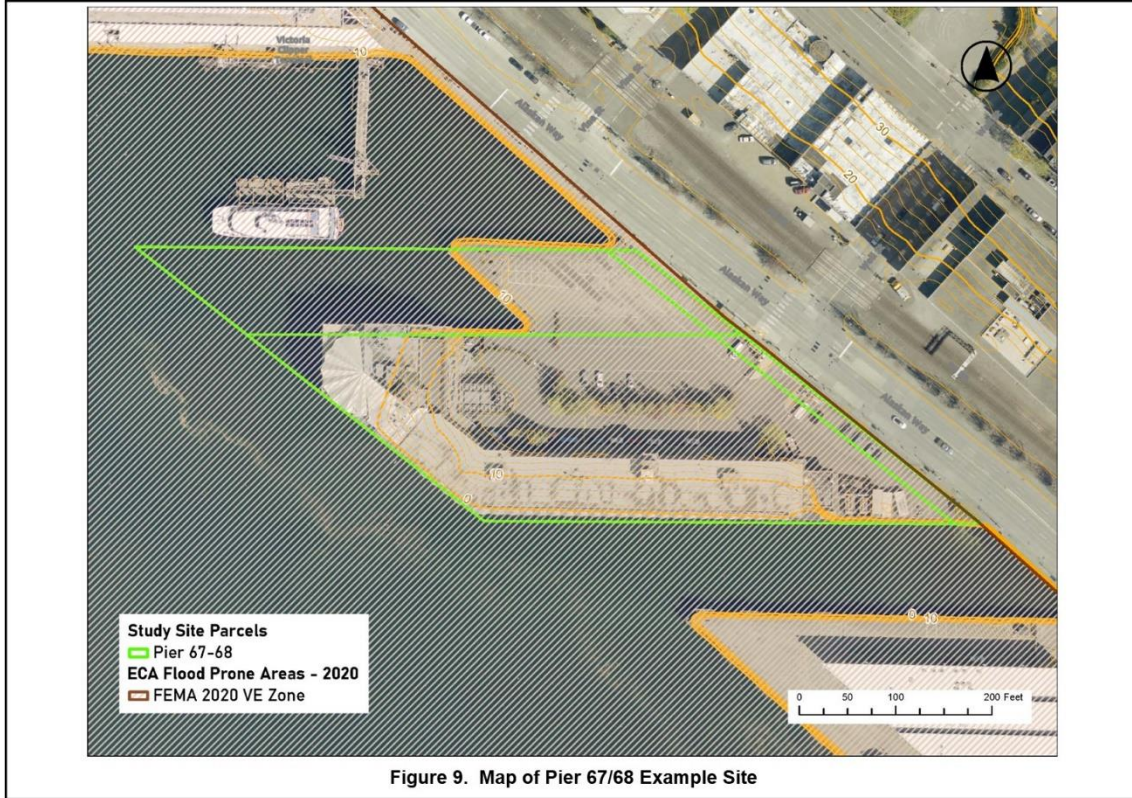 Victoria
Clipper
10
Alaskan Way
30
20
Alaskan Way
10
Alaskan Way
10
0
0
10
Study Site Parcels
Pier 67-68
ECA Flood Prone Areas - 2020
FEMA 2020 VE Zone
0 50 100 200 Feet
Figure 9. Map of Pier 67/68 Example Site